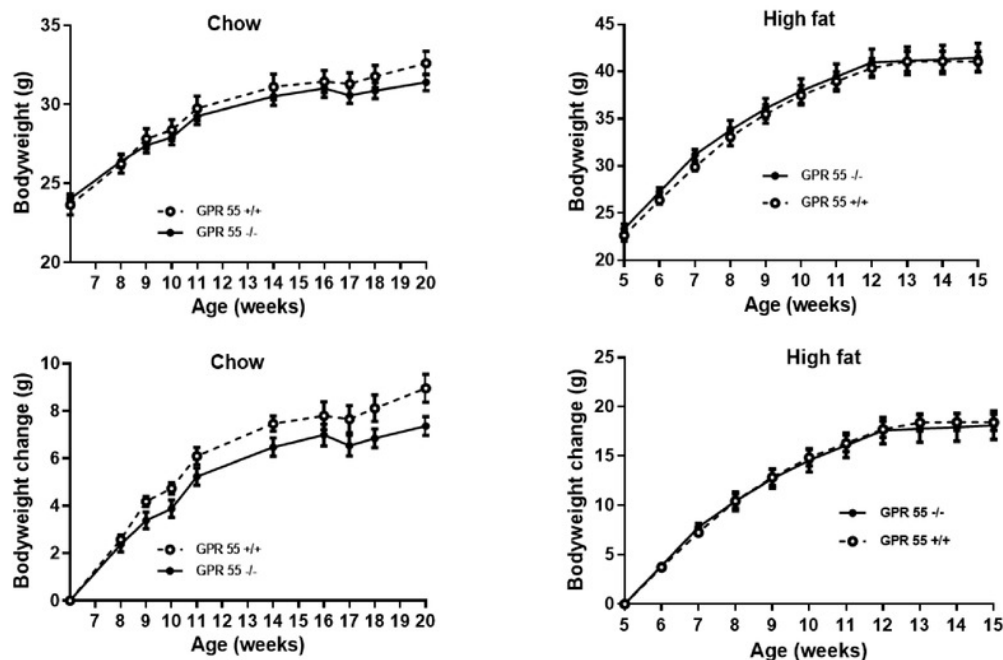 Chow
Bodyweight (g)
35
30
25
20
GPR 55 +/+
GPR 55 -/-
7 8 9 10 11 12 13 14 15 16 17 18 19 20
Age (weeks)
High fat
Bodyweight (g)
45
40
35
30
25
20
GPR 55 -/-
GPR 55 +/+
5 6 7 8 9 10 11 12 13 14 15
Age (weeks)
Chow
Bodyweight change (g)
10
8
6
4
2
0
GPR 55 +/+
GPR 55 -/-
7 8 9 10 11 12 13 14 15 16 17 18 19 20
Age (weeks)
High fat
Bodyweight change (g)
25
20
15
10
5
0
GPR 55 -/-
GPR 55 +/+
5 6 7 8 9 10 11 12 13 14 15
Age (weeks)